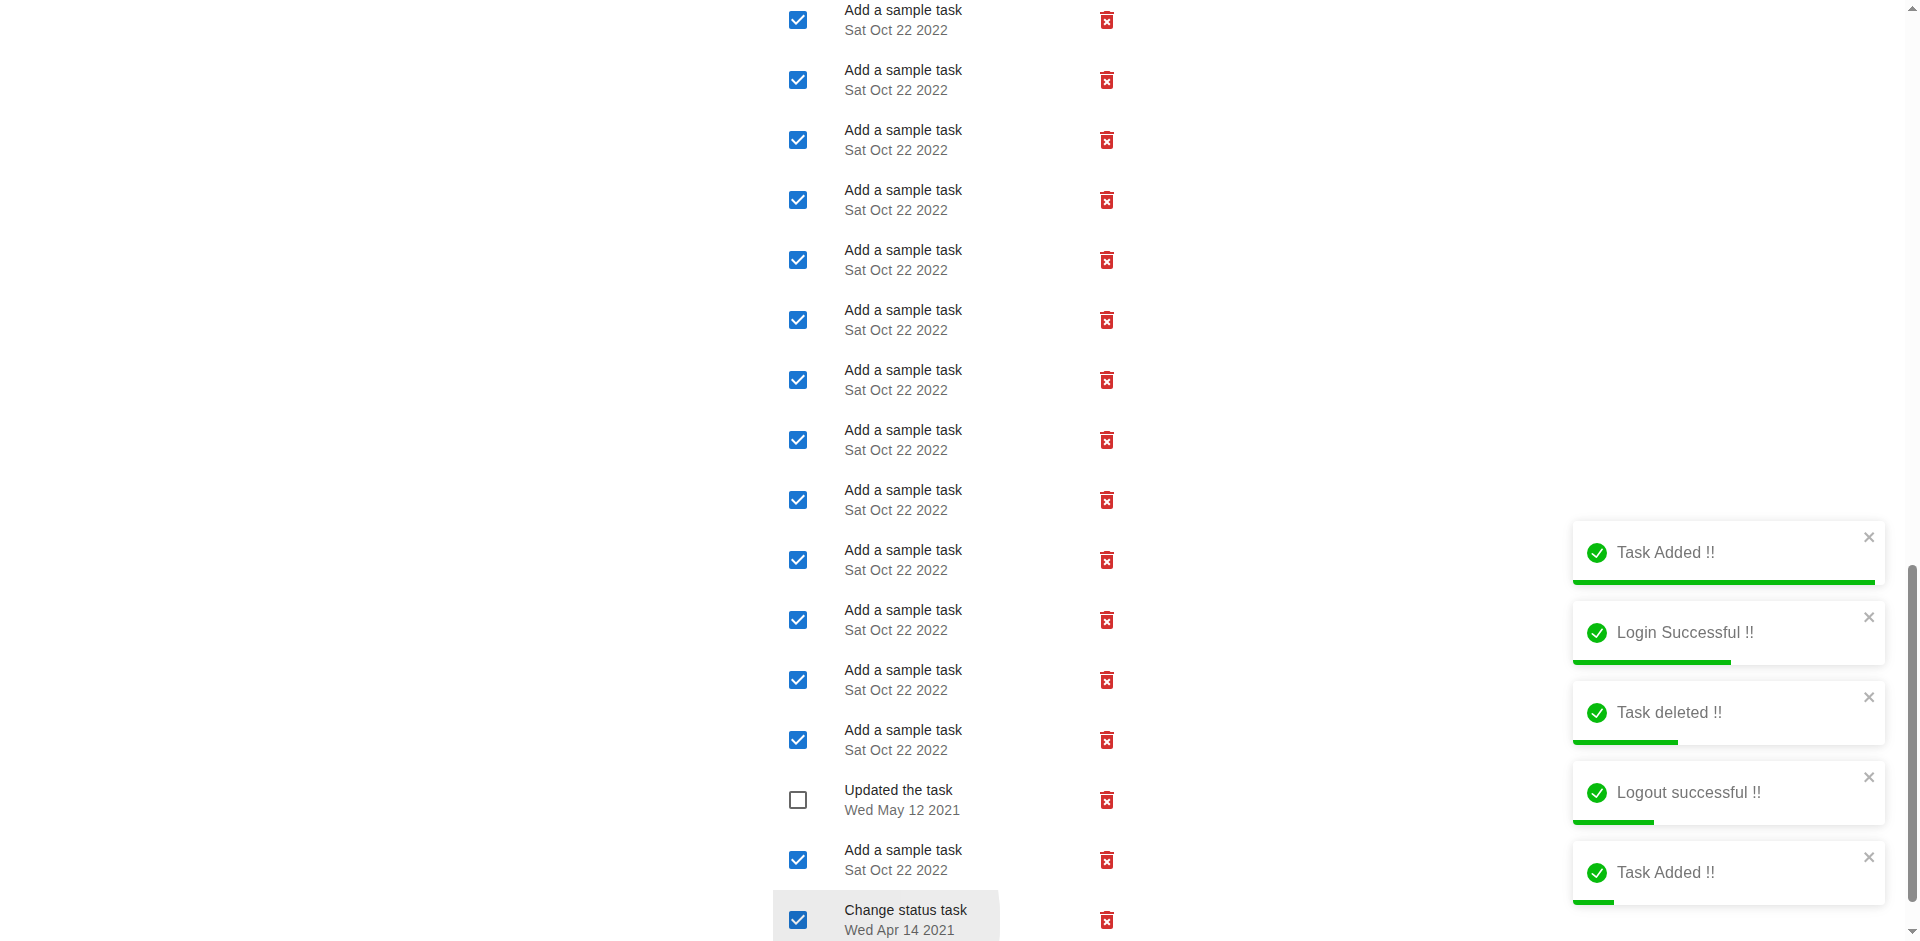 Add a sample task
Sat Oct 22 2022
Add a sample task
Sat Oct 22 2022
Add a sample task
Sat Oct 22 2022
Add a sample task
Sat Oct 22 2022
Add a sample task
Sat Oct 22 2022
Add a sample task
Sat Oct 22 2022
Add a sample task
Sat Oct 22 2022
Add a sample task
Sat Oct 22 2022
Add a sample task
Sat Oct 22 2022
Add a sample task
Sat Oct 22 2022
Add a sample task
Sat Oct 22 2022
Add a sample task
Sat Oct 22 2022
Add a sample task
Sat Oct 22 2022
Updated the task
Wed May 12 2021
Add a sample task
Sat Oct 22 2022
Change status task
Wed Apr 14 2021
Task Added !!
Login Successful !!
Task deleted !!
Logout successful !!
Task Added !!